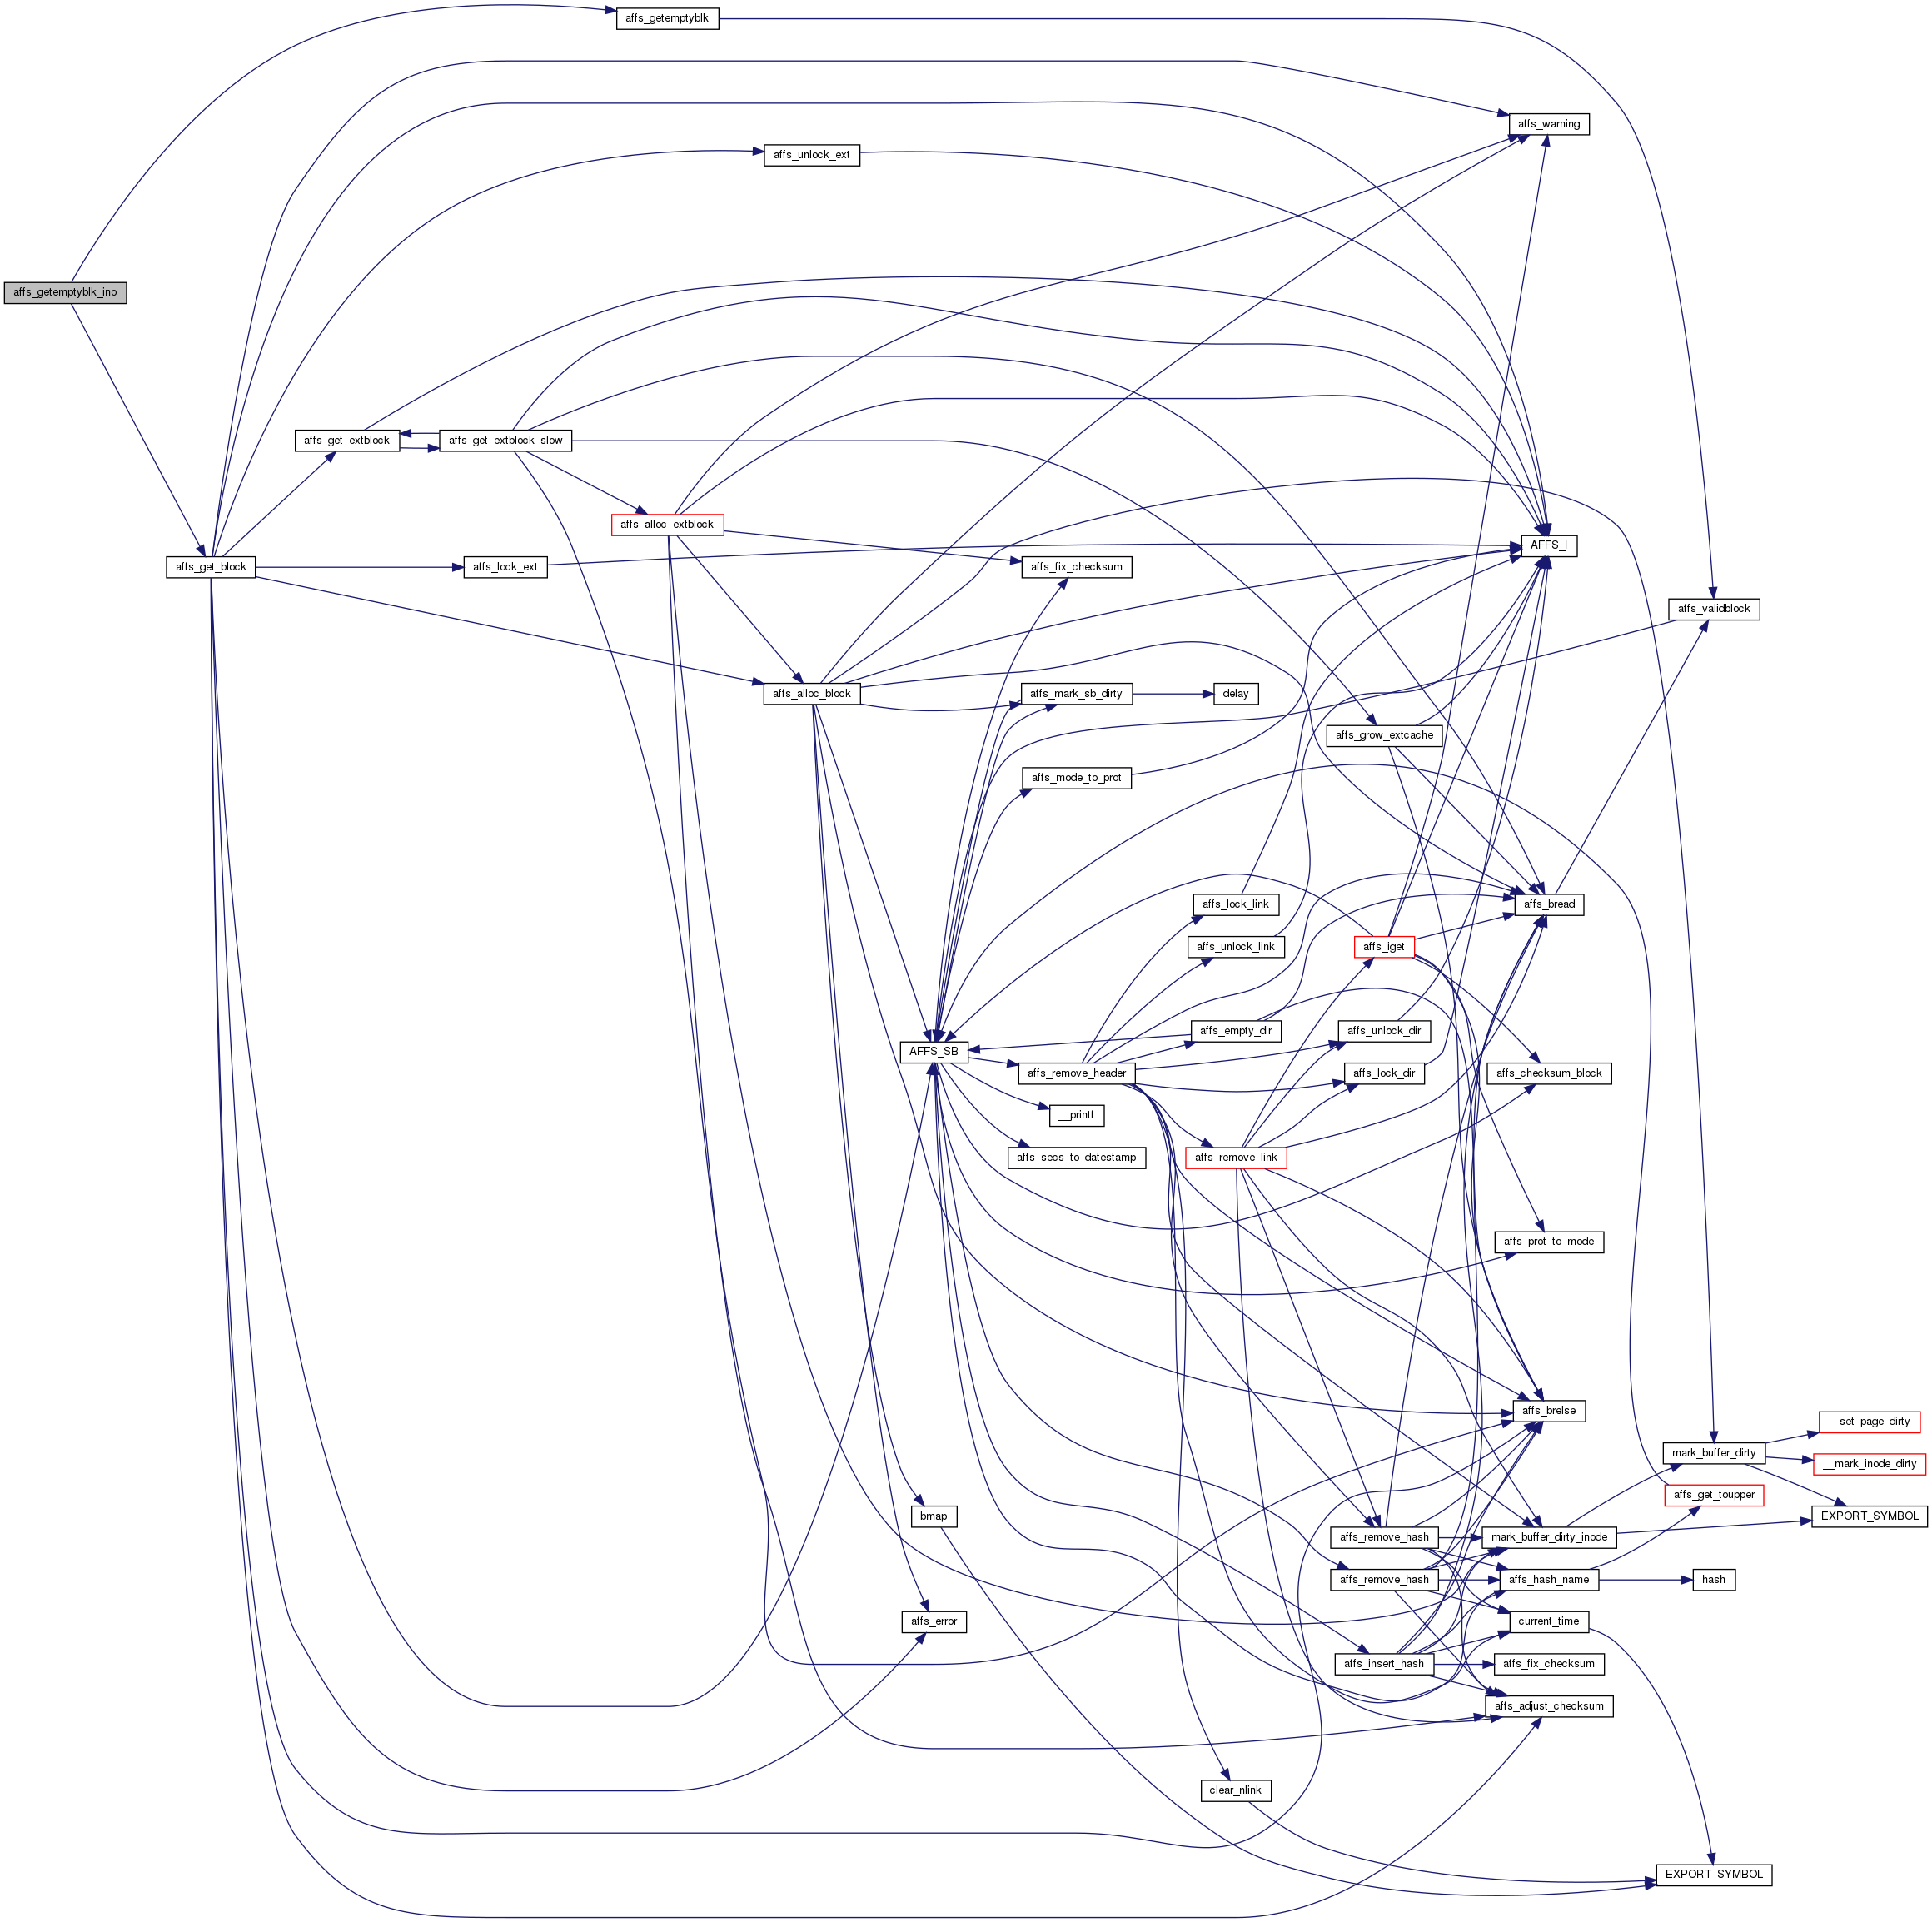 affs_getemptyblk
affs_warning
affs_unlock_ext
affs_getemptyblk_ino
affs_get_extblock
affs_get_extblock_slow
affs_alloc_extblock
AFFS_I
affs_get_block
affs_lock_ext
affs_fix_checksum
affs_validblock
affs_alloc_block
affs_mark_sb_dirty
delay
affs_grow_extcache
affs_mode_to_prot
affs_lock_link
affs_bread
affs_unlock_link
affs_iget
affs_empty_dir
affs_unlock_dir
AFFS_SB
affs_remove_header
affs_lock_dir
affs_checksum_block
__printf
affs_secs_to_datestamp
affs_remove_link
affs_prot_to_mode
affs_brelse
__set_page_dirty
mark_buffer_dirty
__mark_inode_dirty
affs_get_toupper
bmap
EXPORT_SYMBOL
affs_remove_hash
mark_buffer_dirty_inode
affs_remove_hash
affs_hash_name
hash
affs_error
current_time
affs_insert_hash
affs_fix_checksum
affs_adjust_checksum
clear_nlink
EXPORT_SYMBOL